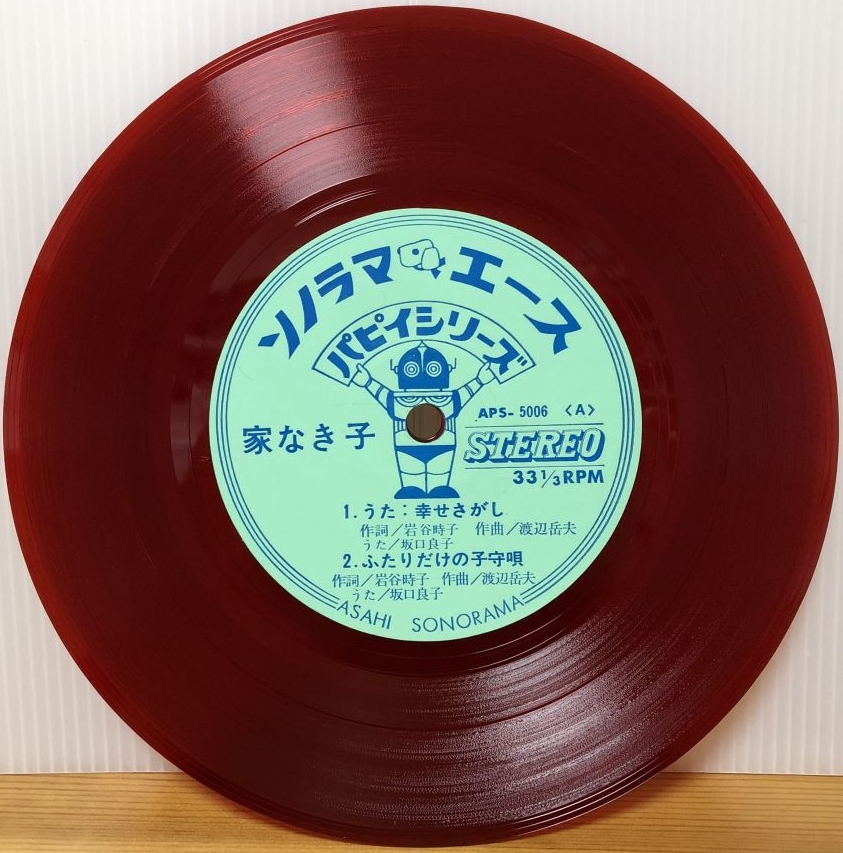 ソノラマ エース
パピイシリーズ
APS- 5006 〈A〉
家なき子
STEREO
33 1/3 RPM
1.うた:幸せさがし
作詞/岩谷時子 作曲/渡辺岳夫
うた/坂口良子
2.ふたりだけの子守唄
作詞/岩谷時子 作曲/渡辺岳夫
うた/坂口良子
ASAHI SONORAMA